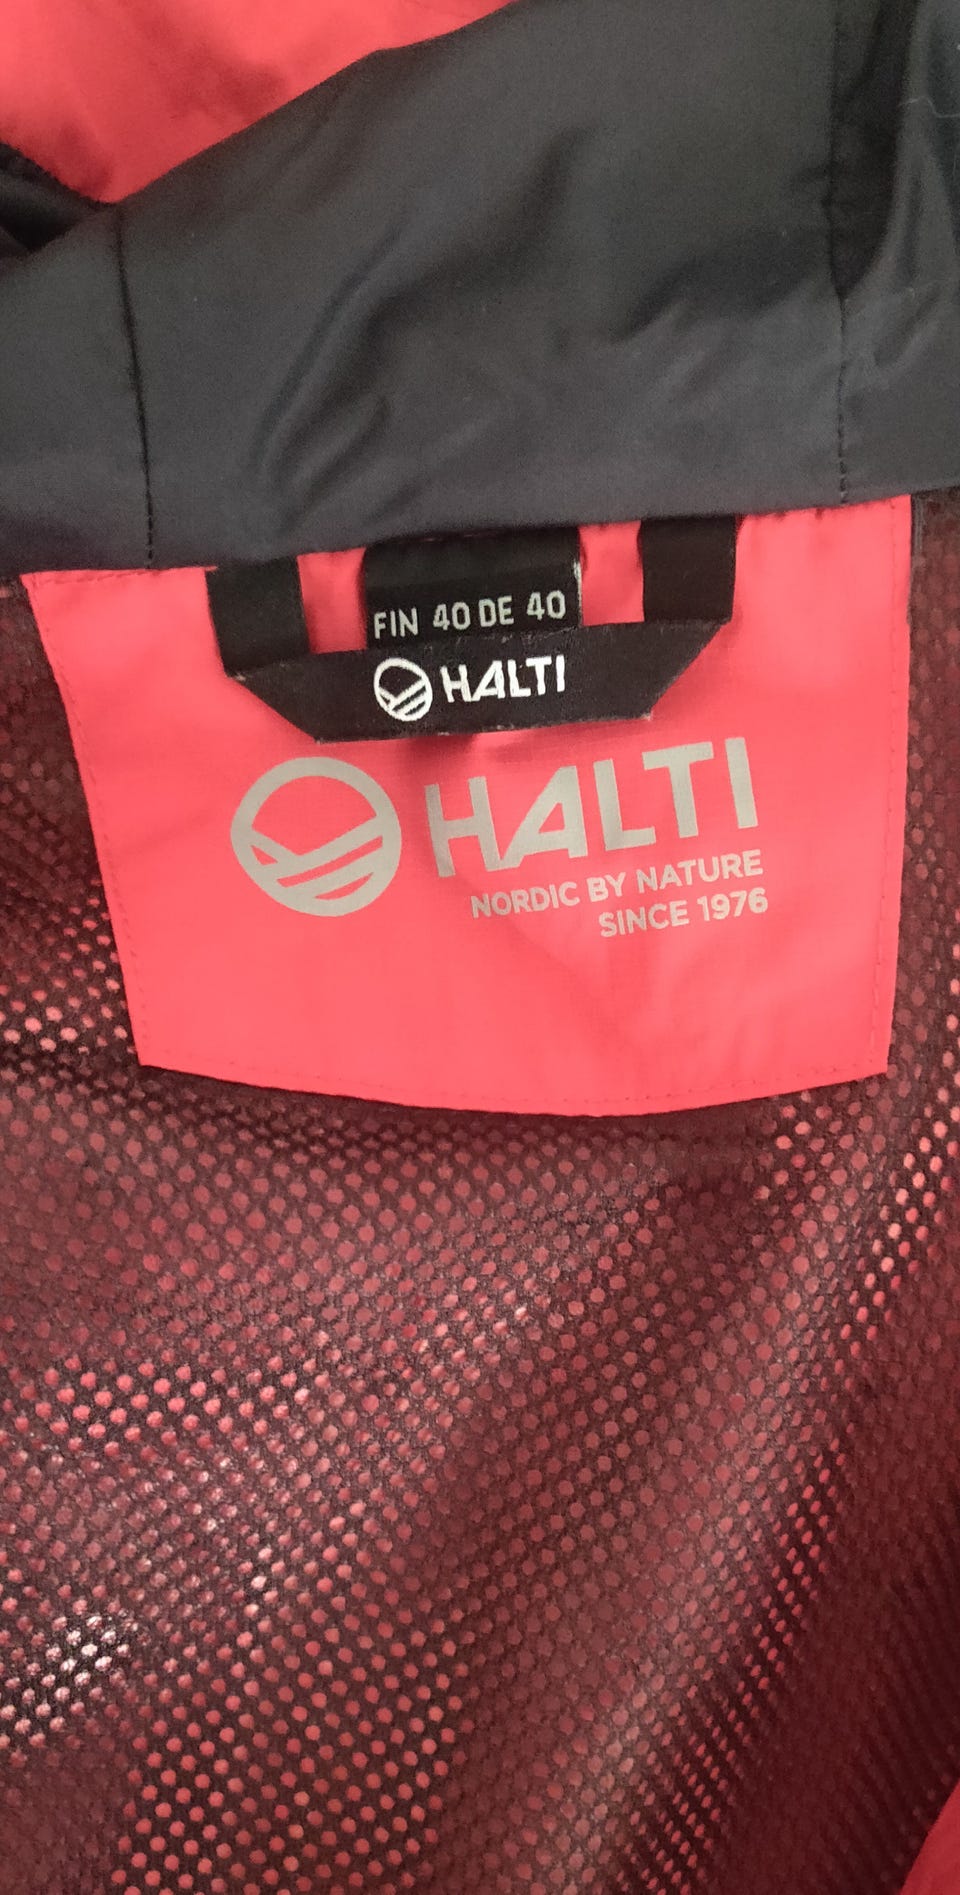 FIN 40 DE 40
HALTI
HALTI
NORDIC BY NATURE
SINCE 1976